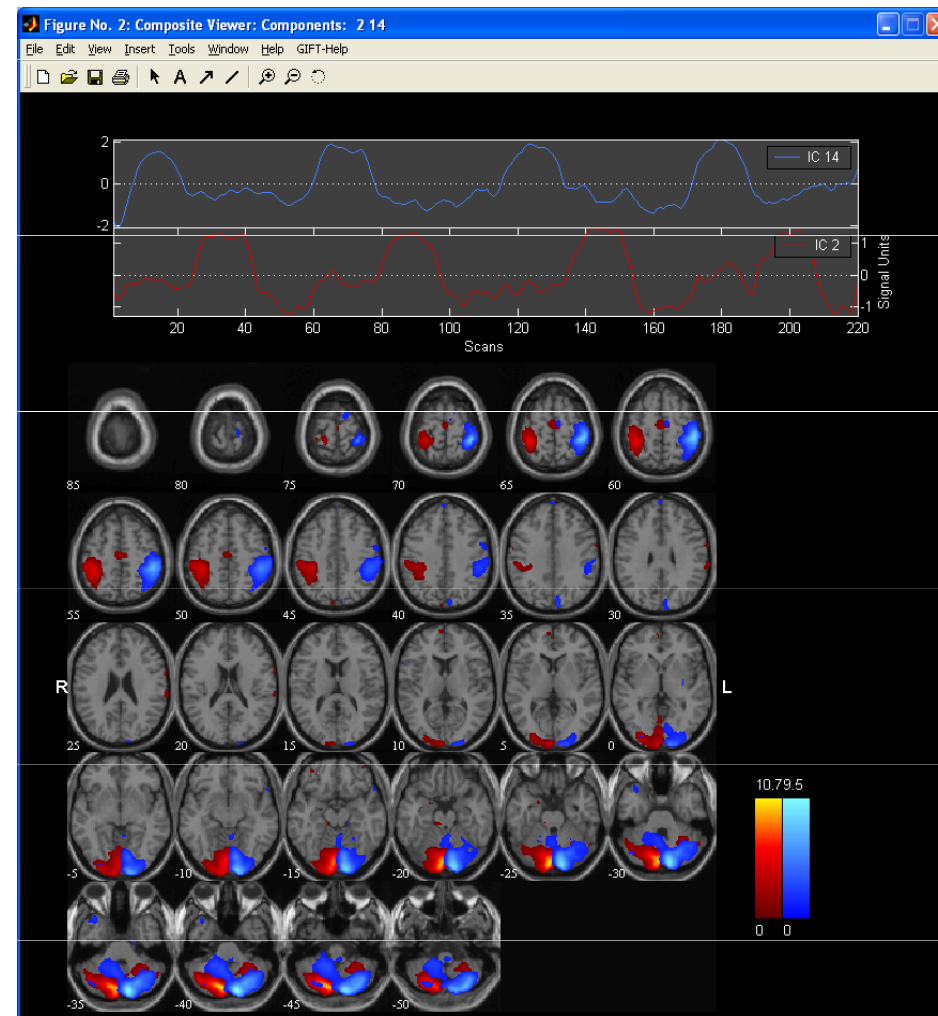 Figure No. 2: Composite Viewer: Components: 2 14
File Edit View Insert Tools Window Help GIFT-Help
2
0
-2
IC 14
IC 2
1
0
-1
Signal Units
20 40 60 80 100 120 140 160 180 200 220
Scans
85 80 75 70 65 60
55 50 45 40 35 30
R L
25 20 15 10 5 0
-5 -10 -15 -20 -25 -30
10.79.5
0 0
-35 -40 -45 -50